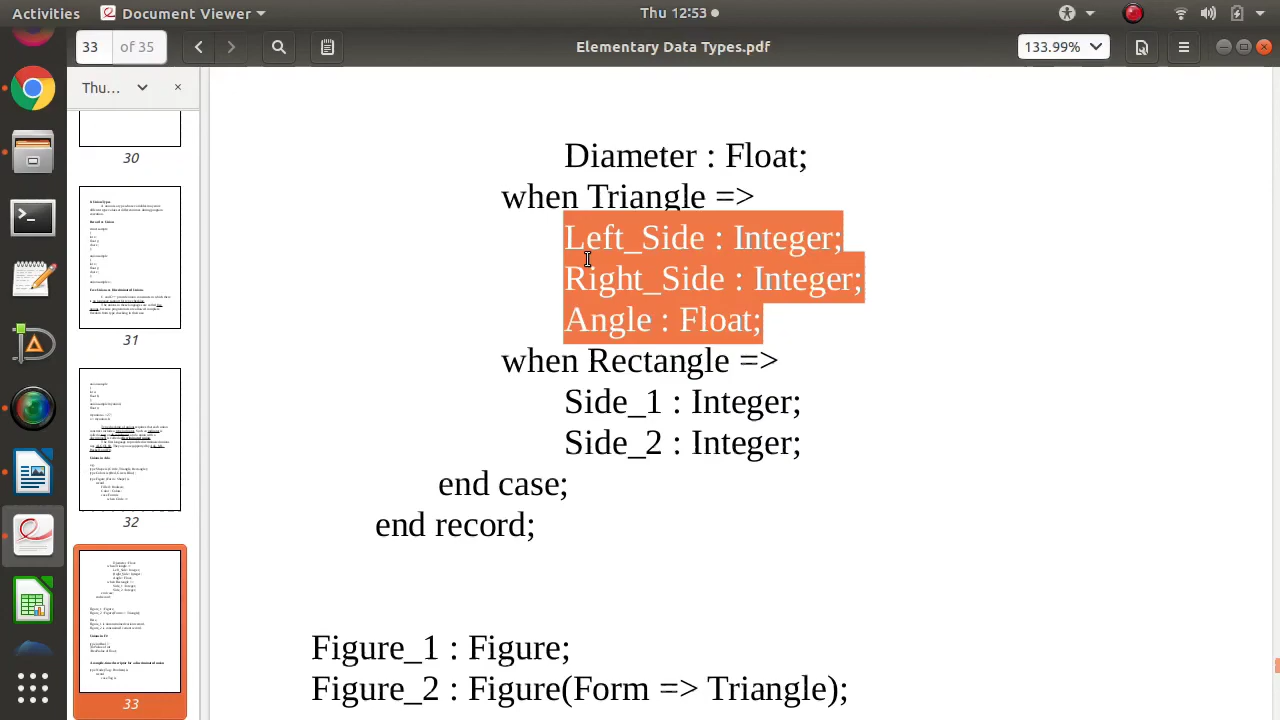 Activities
Document Viewer
Thu 12:53
33
of 35
Elementary Data Types.pdf
133.99%
Thu...
30
31
32
33
Diameter : Float;
when Triangle =>
Left_Side : Integer;
Right_Side : Integer;
Angle : Float;
when Rectangle =>
Side_1 : Integer;
Side_2 : Integer;
end case;
end record;
Figure_1 : Figure;
Figure_2 : Figure(Form => Triangle);